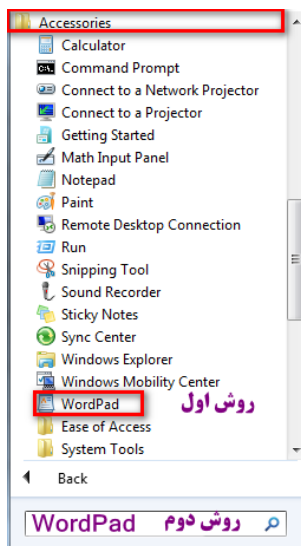 Accessories
Calculator
Command Prompt
Connect to a Network Projector
Connect to a Projector
Getting Started
Math Input Panel
Notepad
Paint
Remote Desktop Connection
Run
Snipping Tool
Sound Recorder
Sticky Notes
Sync Center
Windows Explorer
Windows Mobility Center
WordPad روش اول
Ease of Access
System Tools
Back
WordPad روش دوم